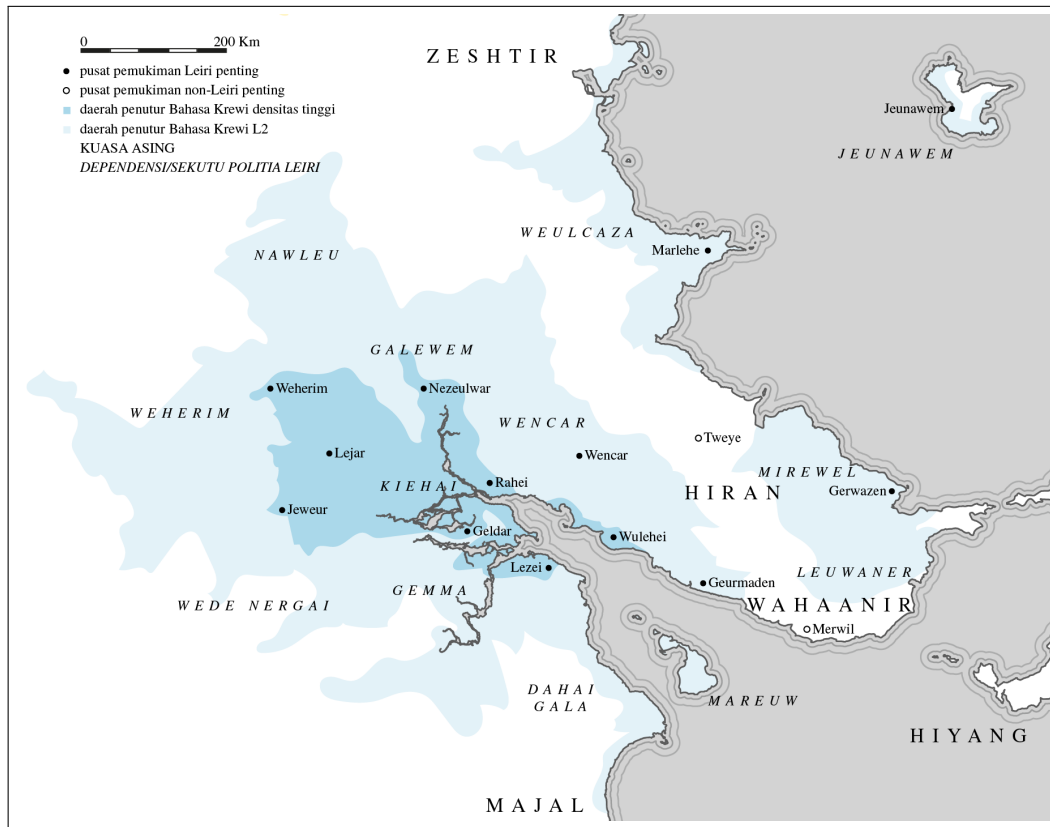 0 200 Km
pusat pemukiman Leiri penting
pusat pemukiman non-Leiri penting
daerah penutur Bahasa Krewi densitas tinggi
daerah penutur Bahasa Krewi L2
KUASA ASING
DEPENDENSI/SEKUTU POLITIA LEIRI
ZESHTIR
Jeunawem
JEUNAWEM
WEULCAZA
Marlehe
NAWLEU
GALEWEM
Weherim
Nezeulwar
WEHERIM
WENCAR
Tweye
Lejar
Wencar
MIREWEL
KIEHAI
Rahei
HIRAN
Gerwazen
Jeweur
Geldar
Wulehei
Lezei
LEUWANER
GEMMA
Geurmaden
WEDE NERGAI
WAHAANIR
Merwil
DAHAI
GALA
MAREUW
HIYANG
MAJAL